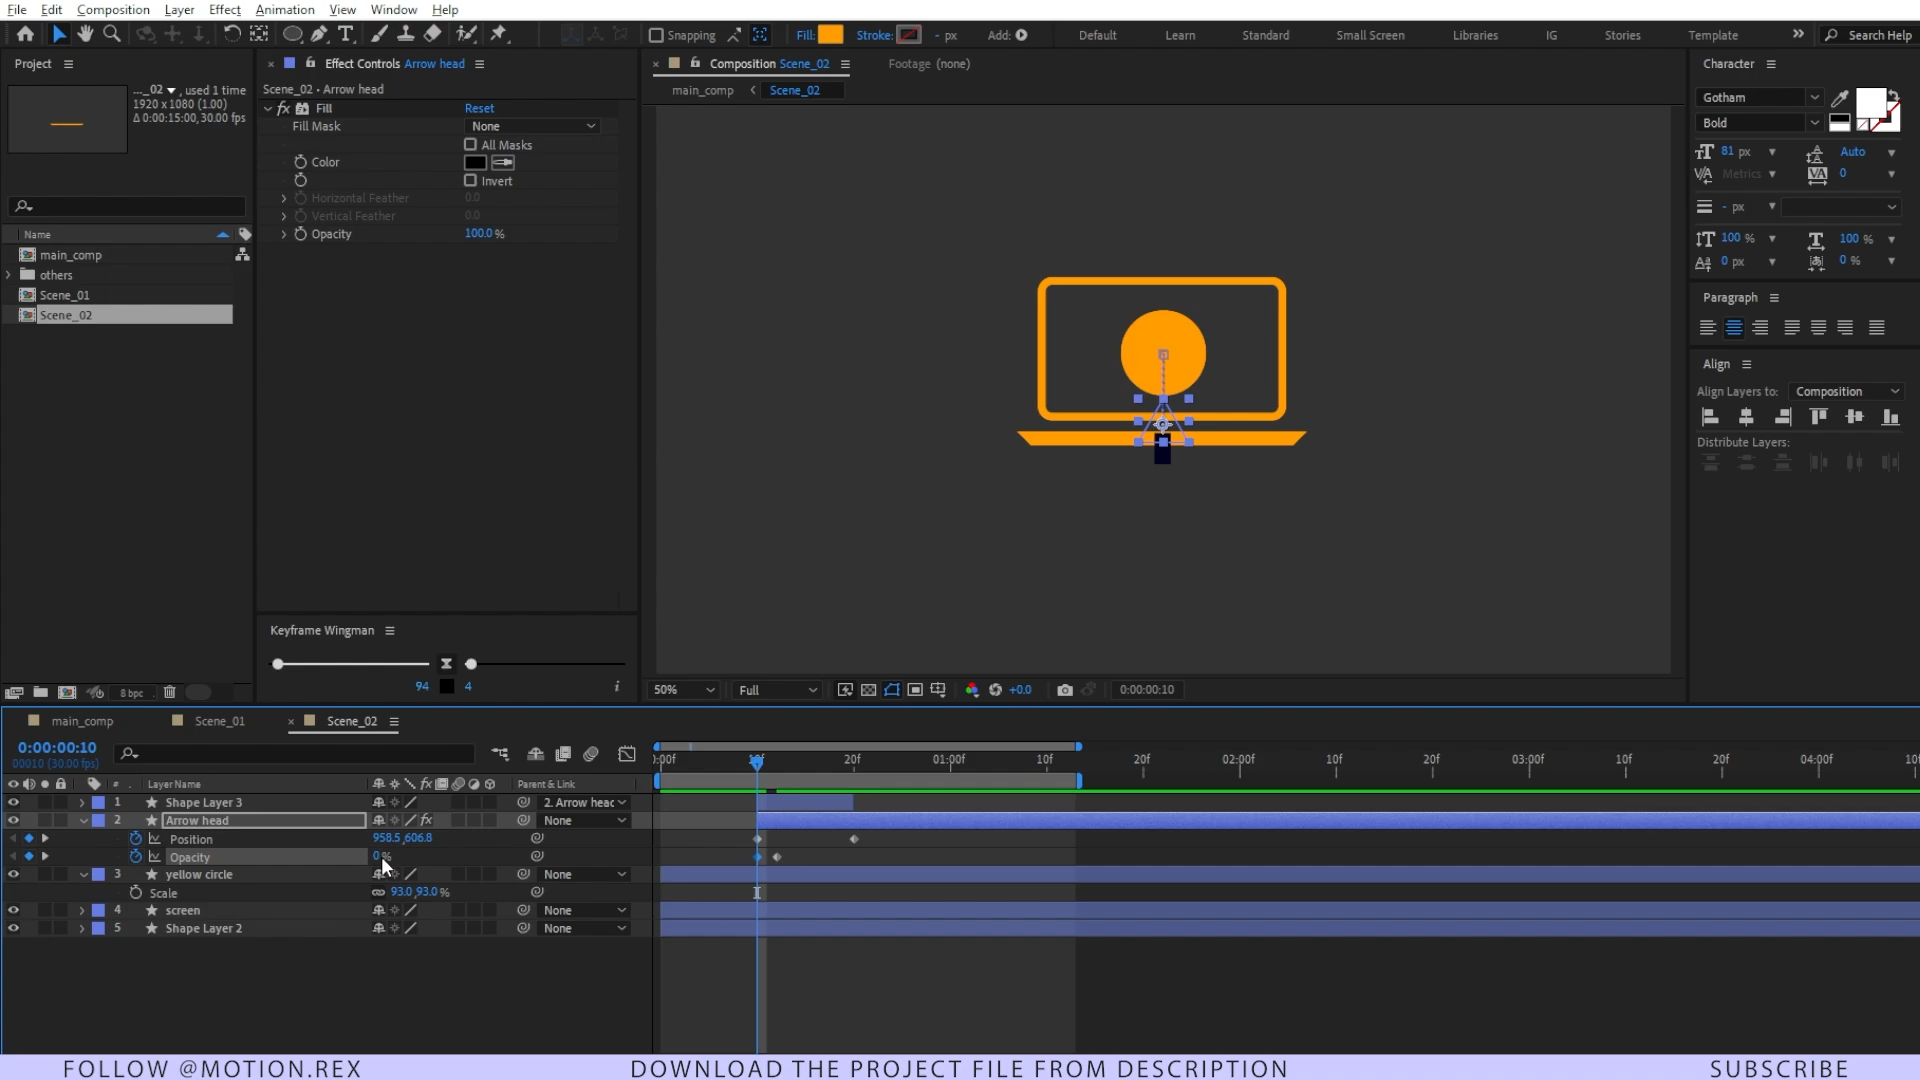 File Edit Composition Layer Effect Animation View Window Help
Snapping Fill: Stroke: - px Add: Default Learn Standard Small Screen Libraries IG Stories Template Search Help
Project
..._02 , used 1 time
1920 x 1080 (1.00)
Δ 0:00:15:00, 30.00 fps
Name
main_comp
others
Scene_01
Scene_02
8 bpc
Effect Controls Arrow head
Scene_02 • Arrow head
fx Fill Reset
Fill Mask None
All Masks
Color
Invert
Horizontal Feather 0.0
Vertical Feather 0.0
Opacity 100.0 %
Keyframe Wingman
94 4
Composition Scene_02 Footage (none)
main_comp Scene_02
50% Full +0.0 0:00:00:10
Character
Gotham
Bold
81 px Auto
Metrics 0
- px
100 % 100 %
0 px 0 %
Paragraph
Align
Align Layers to: Composition
Distribute Layers:
main_comp Scene_01 Scene_02
0:00:00:10
00010 (30.00 fps)
# Layer Name Parent & Link
1 Shape Layer 3 2. Arrow heac
2 Arrow head None
Position 958.5,606.8
Opacity 0 %
3 yellow circle None
Scale 93.0,93.0 %
4 screen None
5 Shape Layer 2 None
20f 01:00f 10f 20f 02:00f 10f 20f 03:00f 10f 20f 04:00f
FOLLOW @MOTION.REX DOWNLOAD THE PROJECT FILE FROM DESCRIPTION SUBSCRIBE